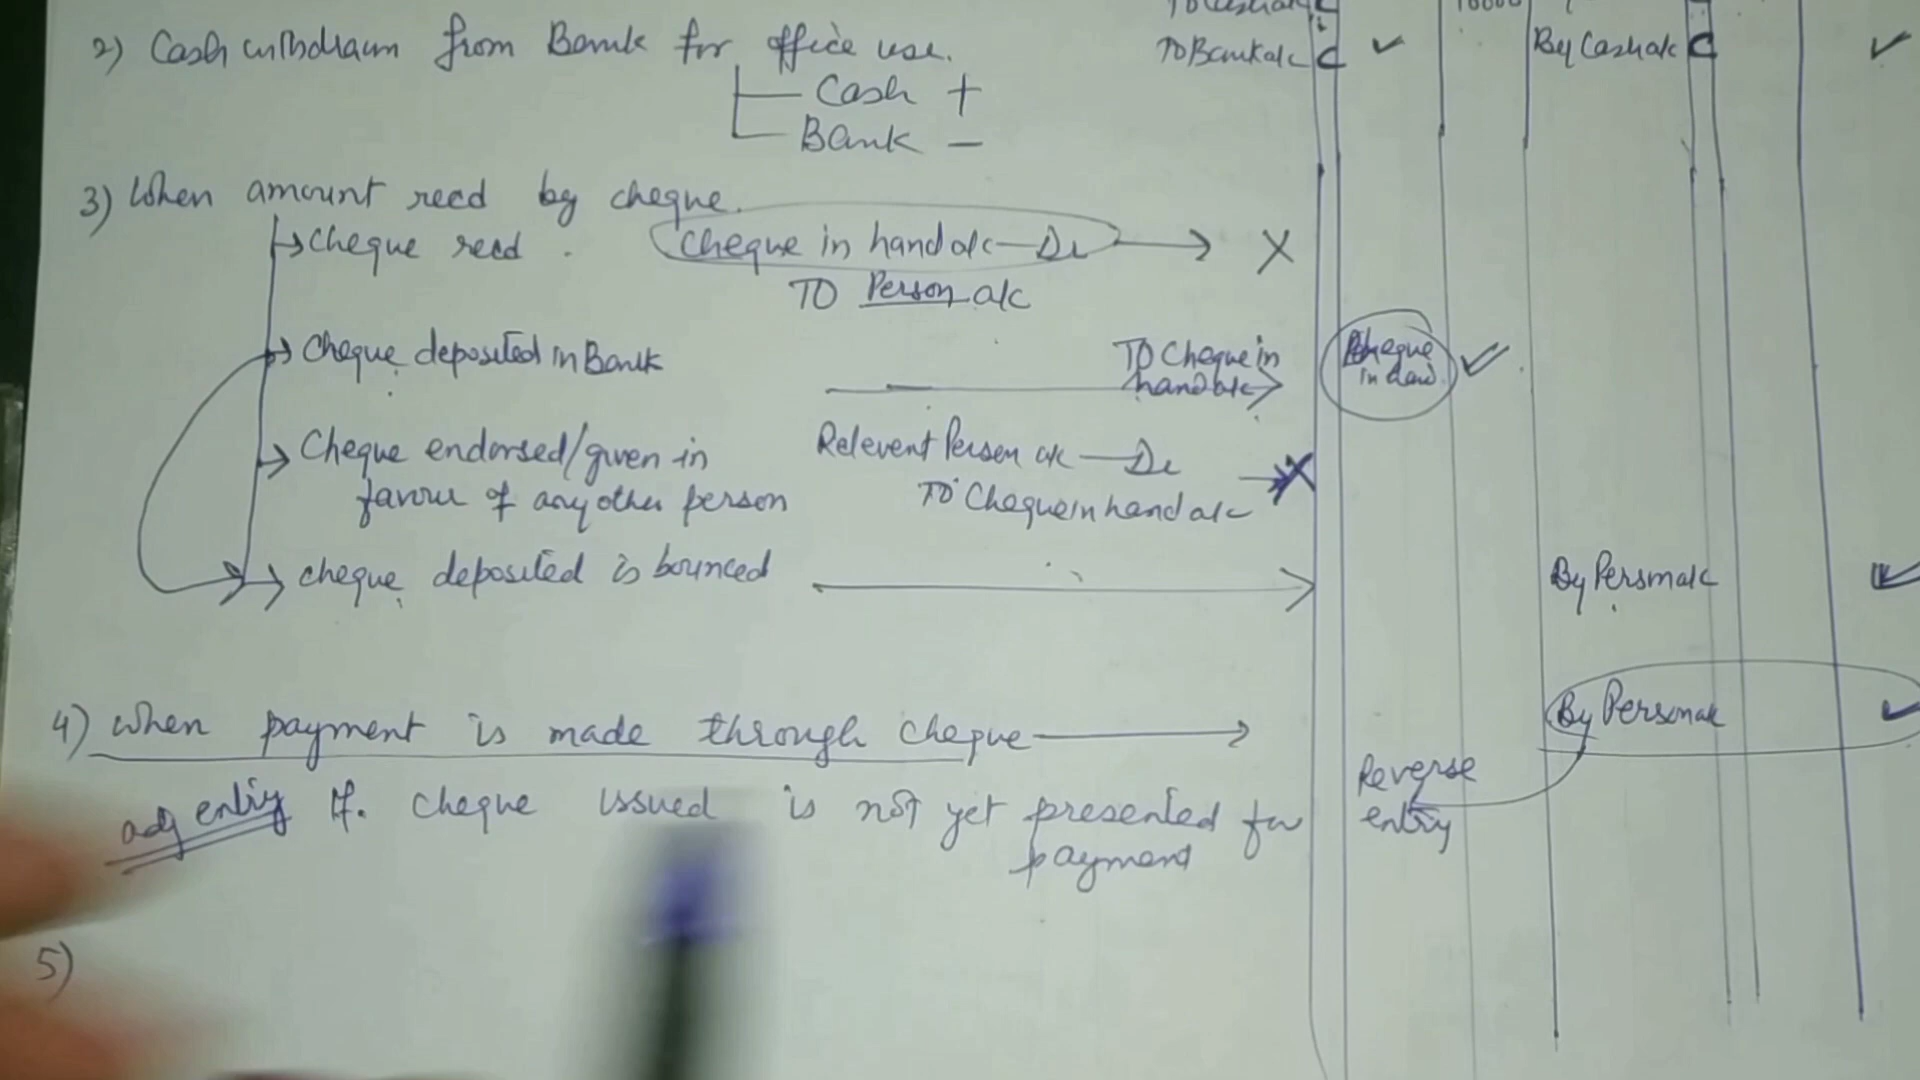 To Cash a/c C
10000
2) Cash withdrawn from Bank for office use.
To Bank a/c C ✓
By Cash a/c C ✓
Cash +
Bank –
3) When amount recd by cheque.
→ Cheque recd. Cheque in hand a/c — Dr → X
To Person a/c
→ Cheque deposited in Bank
To Cheque in
hand a/c
Cheque
in
✓
→ Cheque endorsed/given in
favour of any other person
Relevent Person a/c — Dr
To Cheque in hand a/c → X
→ cheque deposited is bounced →
By Person a/c ✓
4) When payment is made through cheque →
By Person a/c ✓
adj entry If. cheque issued is not yet presented for
payment
Reverse
entry
5)